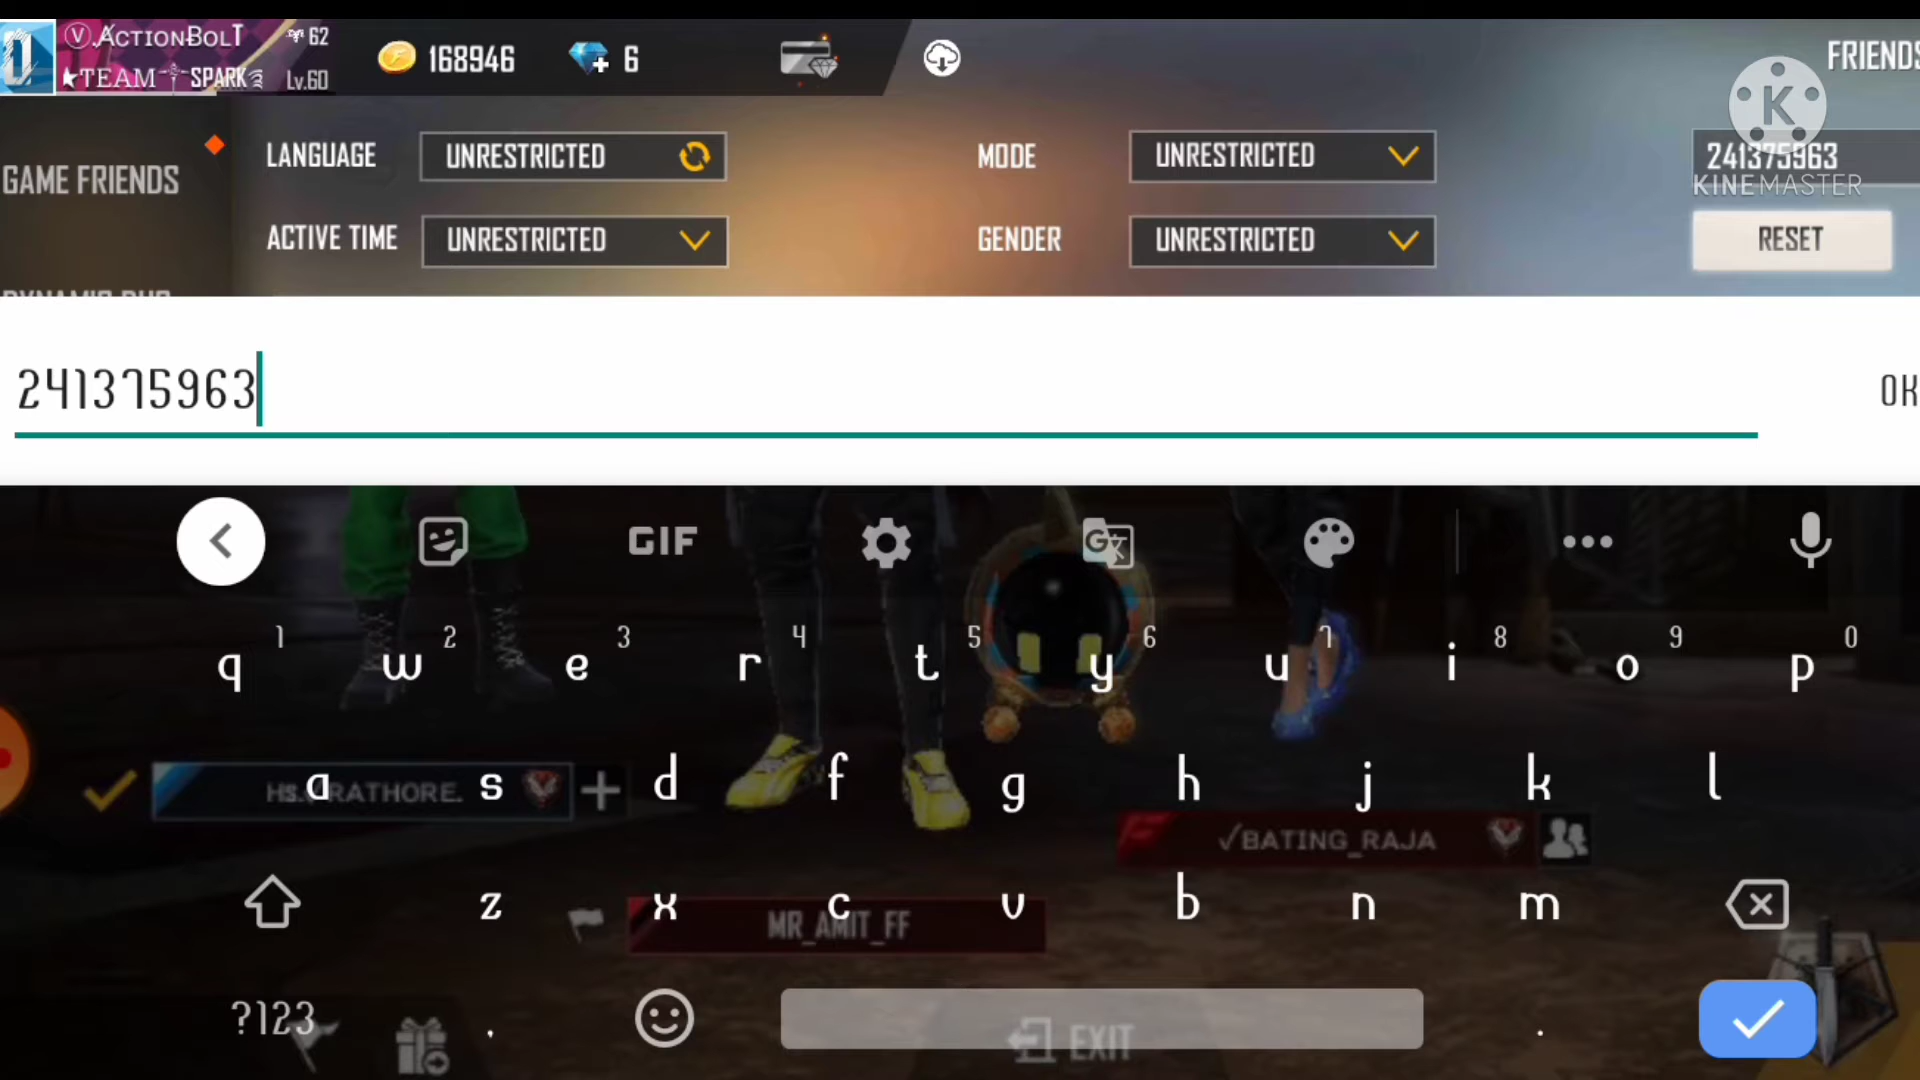 V.ActionBolt 62
★TEAM SPARK Lv.60
168946 6
FRIENDS
LANGUAGE UNRESTRICTED MODE UNRESTRICTED 241375963
KINEMASTER
GAME FRIENDS
ACTIVE TIME UNRESTRICTED GENDER UNRESTRICTED RESET
241375963 OK
GIF
1 2 3 4 5 6 7 8 9 0
q w e r t y u i o p
a s d f g h j k l
RATHORE.
√BATING_RAJA
z x c v b n m
MR_AMIT_FF
?123 , .
EXIT